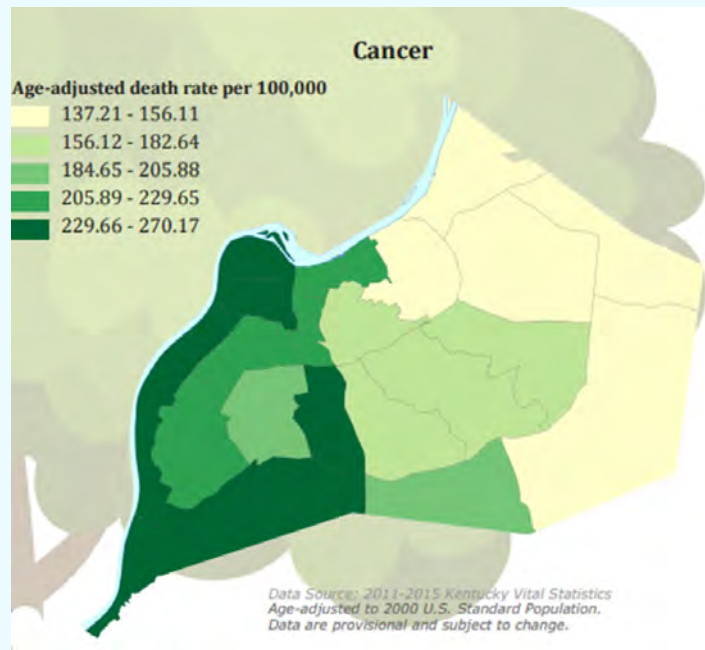 Cancer
Age-adjusted death rate per 100,000
137.21 - 156.11
156.12 - 182.64
184.65 - 205.88
205.89 - 229.65
229.66 - 270.17
Data Source: 2011-2015 Kentucky Vital Statistics
Age-adjusted to 2000 U.S. Standard Population.
Data are provisional and subject to change.